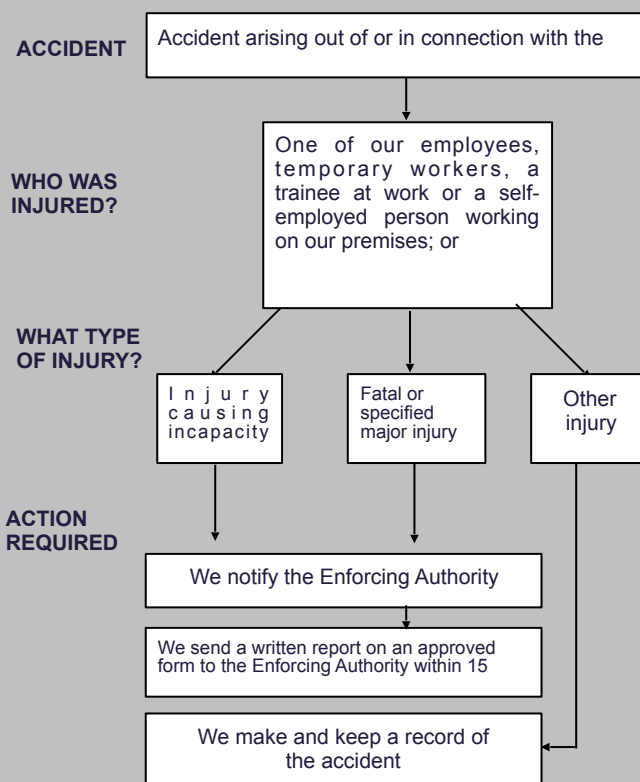 ACCIDENT
Accident arising out of or in connection with the
WHO WAS
INJURED?
One of our employees,
temporary workers, a
trainee at work or a self-
employed person working
on our premises; or
WHAT TYPE
OF INJURY?
Injury
causing
incapacity
Fatal or
specified
major injury
Other
injury
ACTION
REQUIRED
We notify the Enforcing Authority
We send a written report on an approved
form to the Enforcing Authority within 15
We make and keep a record of
the accident